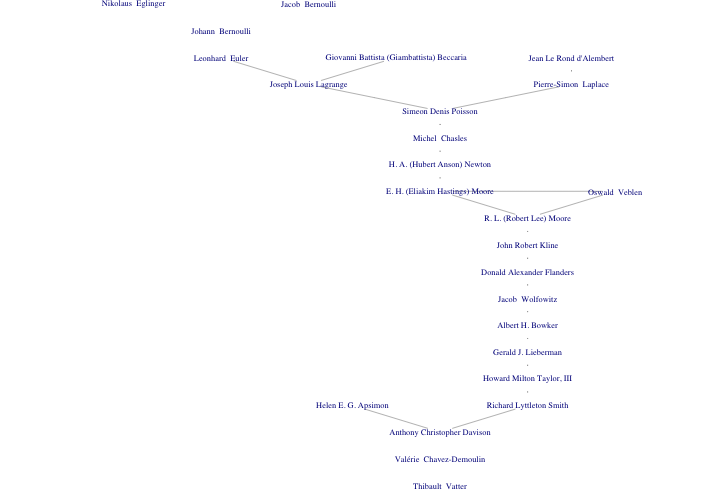 Nikolaus Eglinger
Jacob Bernoulli
Johann Bernoulli
Leonhard Euler
Giovanni Battista (Giambattista) Beccaria
Jean Le Rond d'Alembert
Joseph Louis Lagrange
Pierre-Simon Laplace
Simeon Denis Poisson
Michel Chasles
H. A. (Hubert Anson) Newton
E. H. (Eliakim Hastings) Moore
Oswald Veblen
R. L. (Robert Lee) Moore
John Robert Kline
Donald Alexander Flanders
Jacob Wolfowitz
Albert H. Bowker
Gerald J. Lieberman
Howard Milton Taylor, III
Helen E. G. Apsimon
Richard Lyttleton Smith
Anthony Christopher Davison
Valérie Chavez-Demoulin
Thibault Vatter